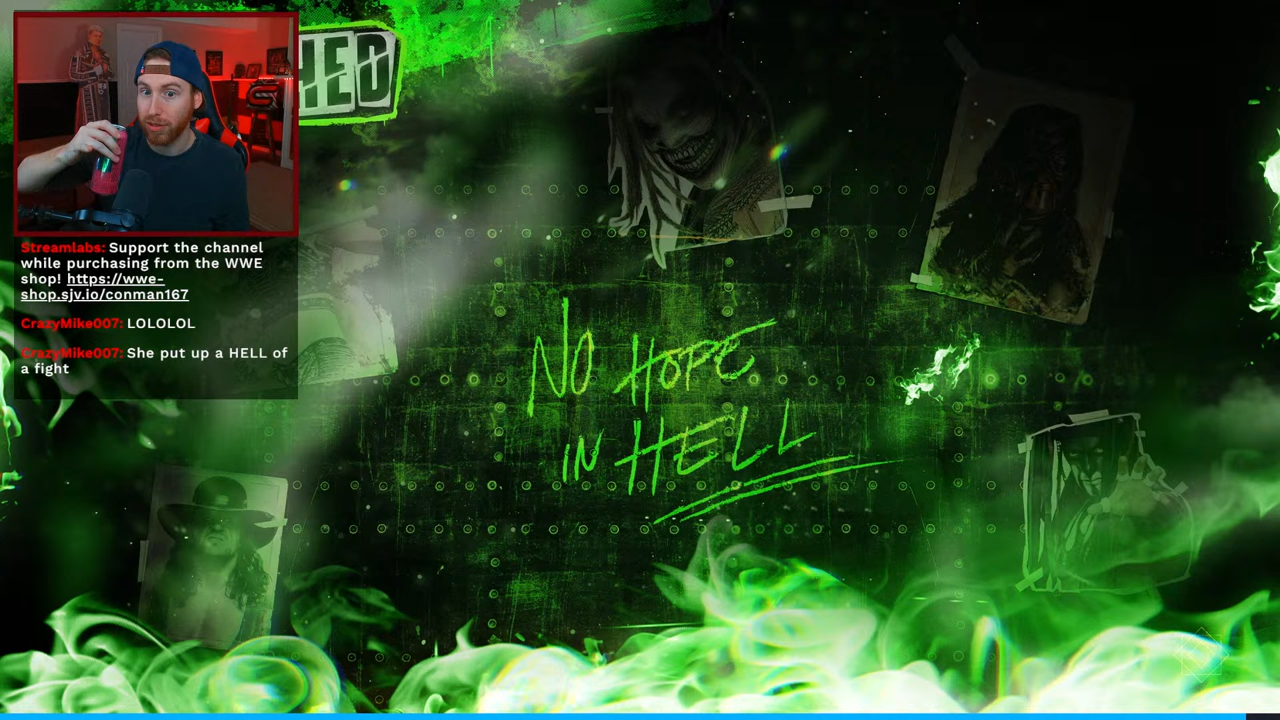 HED
Streamlabs: Support the channel
while purchasing from the WWE
shop! https://wwe-
shop.sjv.io/conman167
CrazyMike007: LOLOLOL
CrazyMike007: She put up a HELL of
a fight
NO HOPE
IN HELL